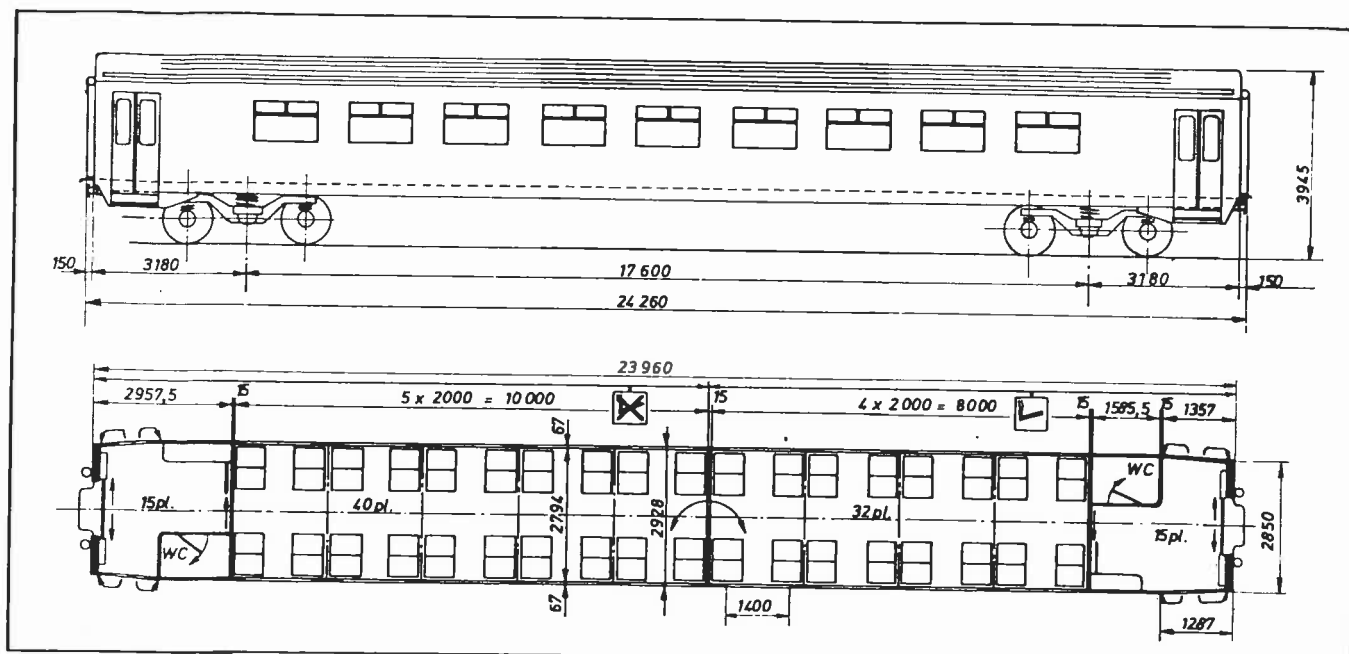 3945
150 3180 17 600 3180 150
24 260
23 960
2957,5 15 5 x 2000 = 10 000 15 4 x 2000 = 8000 15 1585,5 15 1357
67
WC
15pl. 40pl. 2794 2928 32pl. 15pl. 2850
WC
67 1400
1287